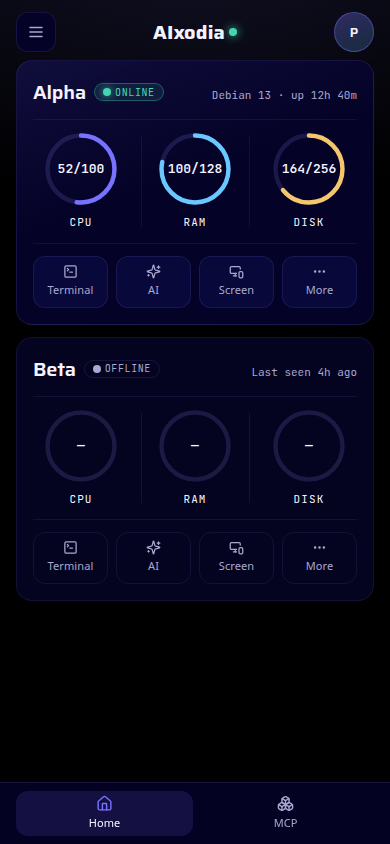 AIxodia
P
Alpha
ONLINE
Debian 13 · up 12h 40m
52/100
100/128
164/256
CPU
RAM
DISK
Terminal
AI
Screen
More
Beta
OFFLINE
Last seen 4h ago
–
–
–
CPU
RAM
DISK
Terminal
AI
Screen
More
Home
MCP